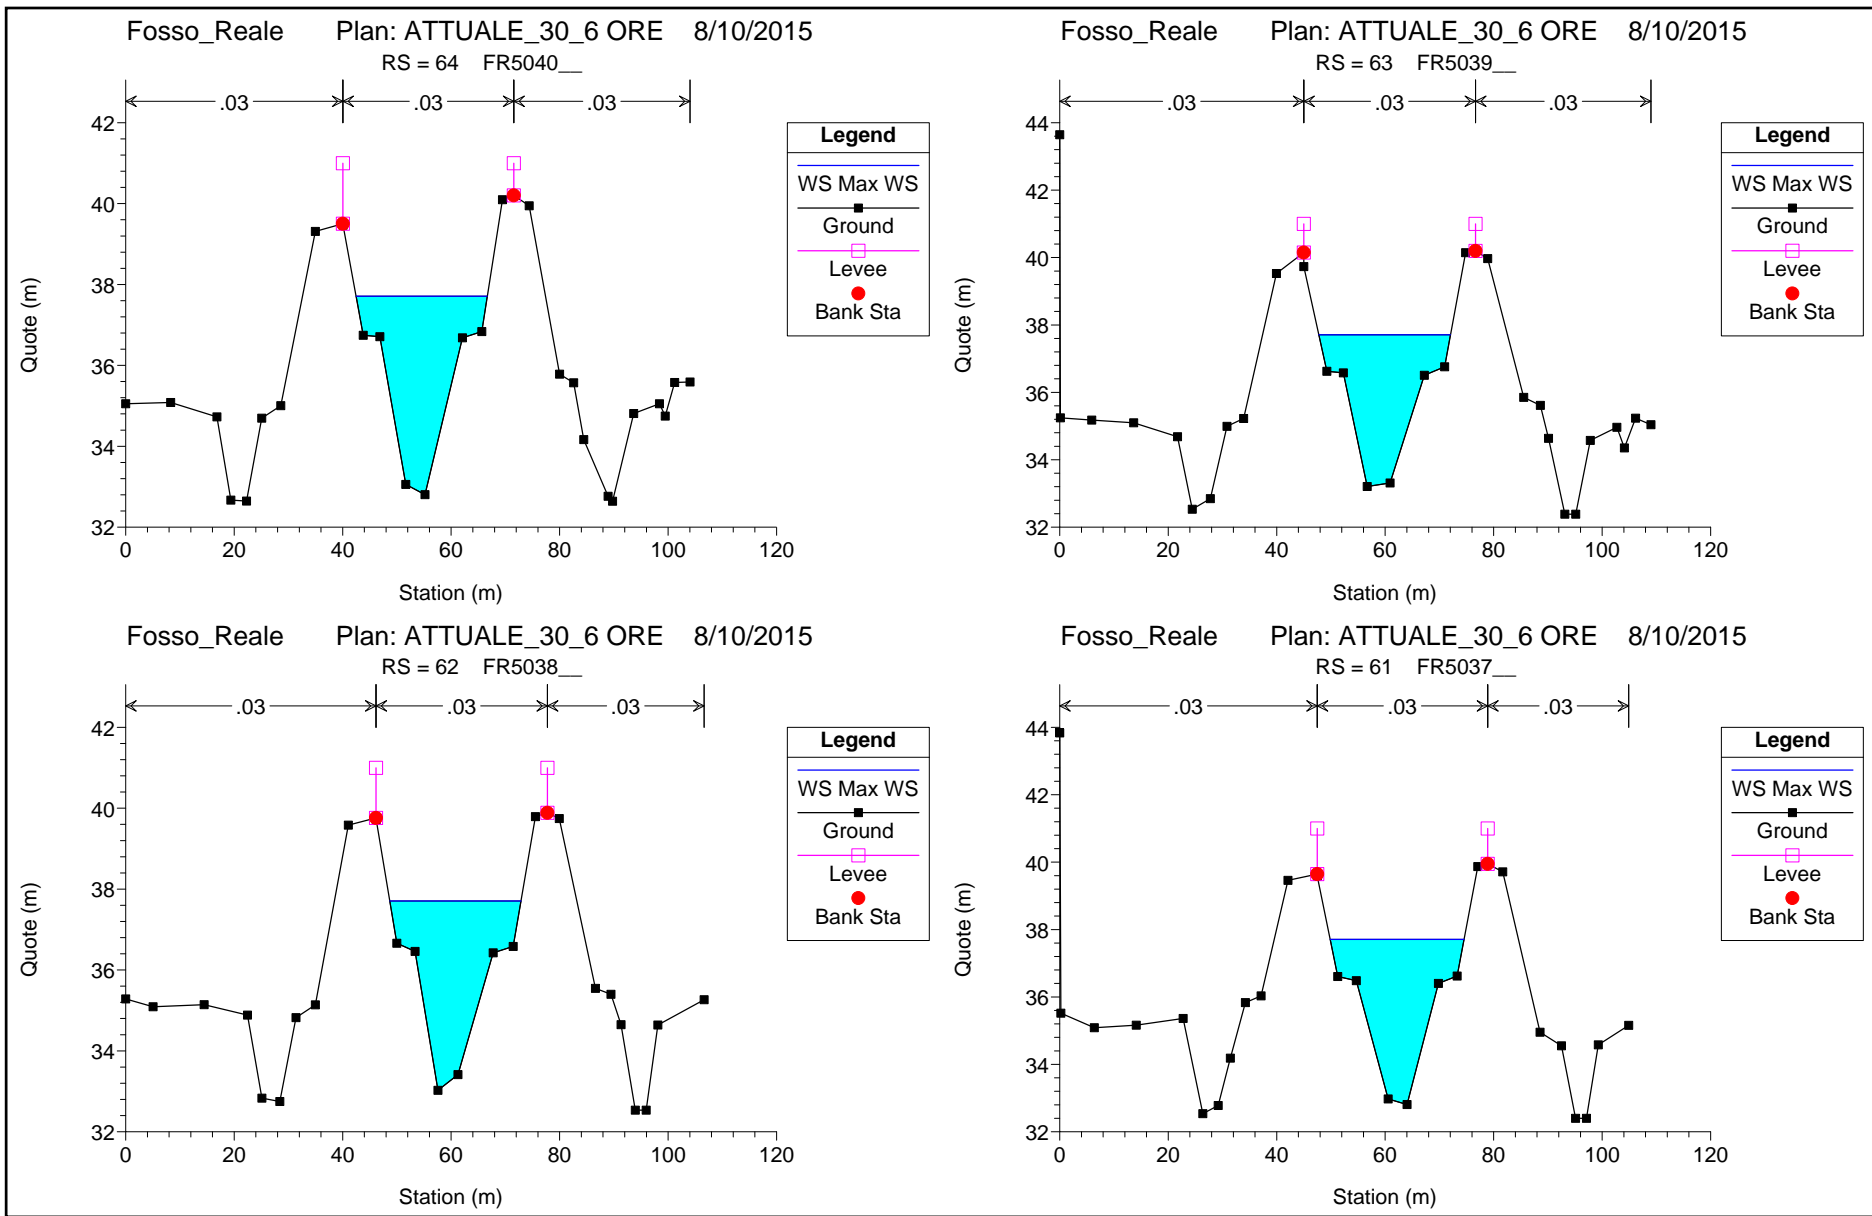 Fosso_Reale Plan: ATTUALE_30_6 ORE 8/10/2015
RS = 64 FR5040__
.03 .03 .03
42
40
38
36
34
32
0 20 40 60 80 100 120
Station (m)
Quote (m)
Legend
WS Max WS
Ground
Levee
Bank Sta
Fosso_Reale Plan: ATTUALE_30_6 ORE 8/10/2015
RS = 63 FR5039__
.03 .03 .03
44
42
40
38
36
34
32
0 20 40 60 80 100 120
Station (m)
Quote (m)
Legend
WS Max WS
Ground
Levee
Bank Sta
Fosso_Reale Plan: ATTUALE_30_6 ORE 8/10/2015
RS = 62 FR5038__
.03 .03 .03
42
40
38
36
34
32
0 20 40 60 80 100 120
Station (m)
Quote (m)
Legend
WS Max WS
Ground
Levee
Bank Sta
Fosso_Reale Plan: ATTUALE_30_6 ORE 8/10/2015
RS = 61 FR5037__
.03 .03 .03
44
42
40
38
36
34
32
0 20 40 60 80 100 120
Station (m)
Quote (m)
Legend
WS Max WS
Ground
Levee
Bank Sta